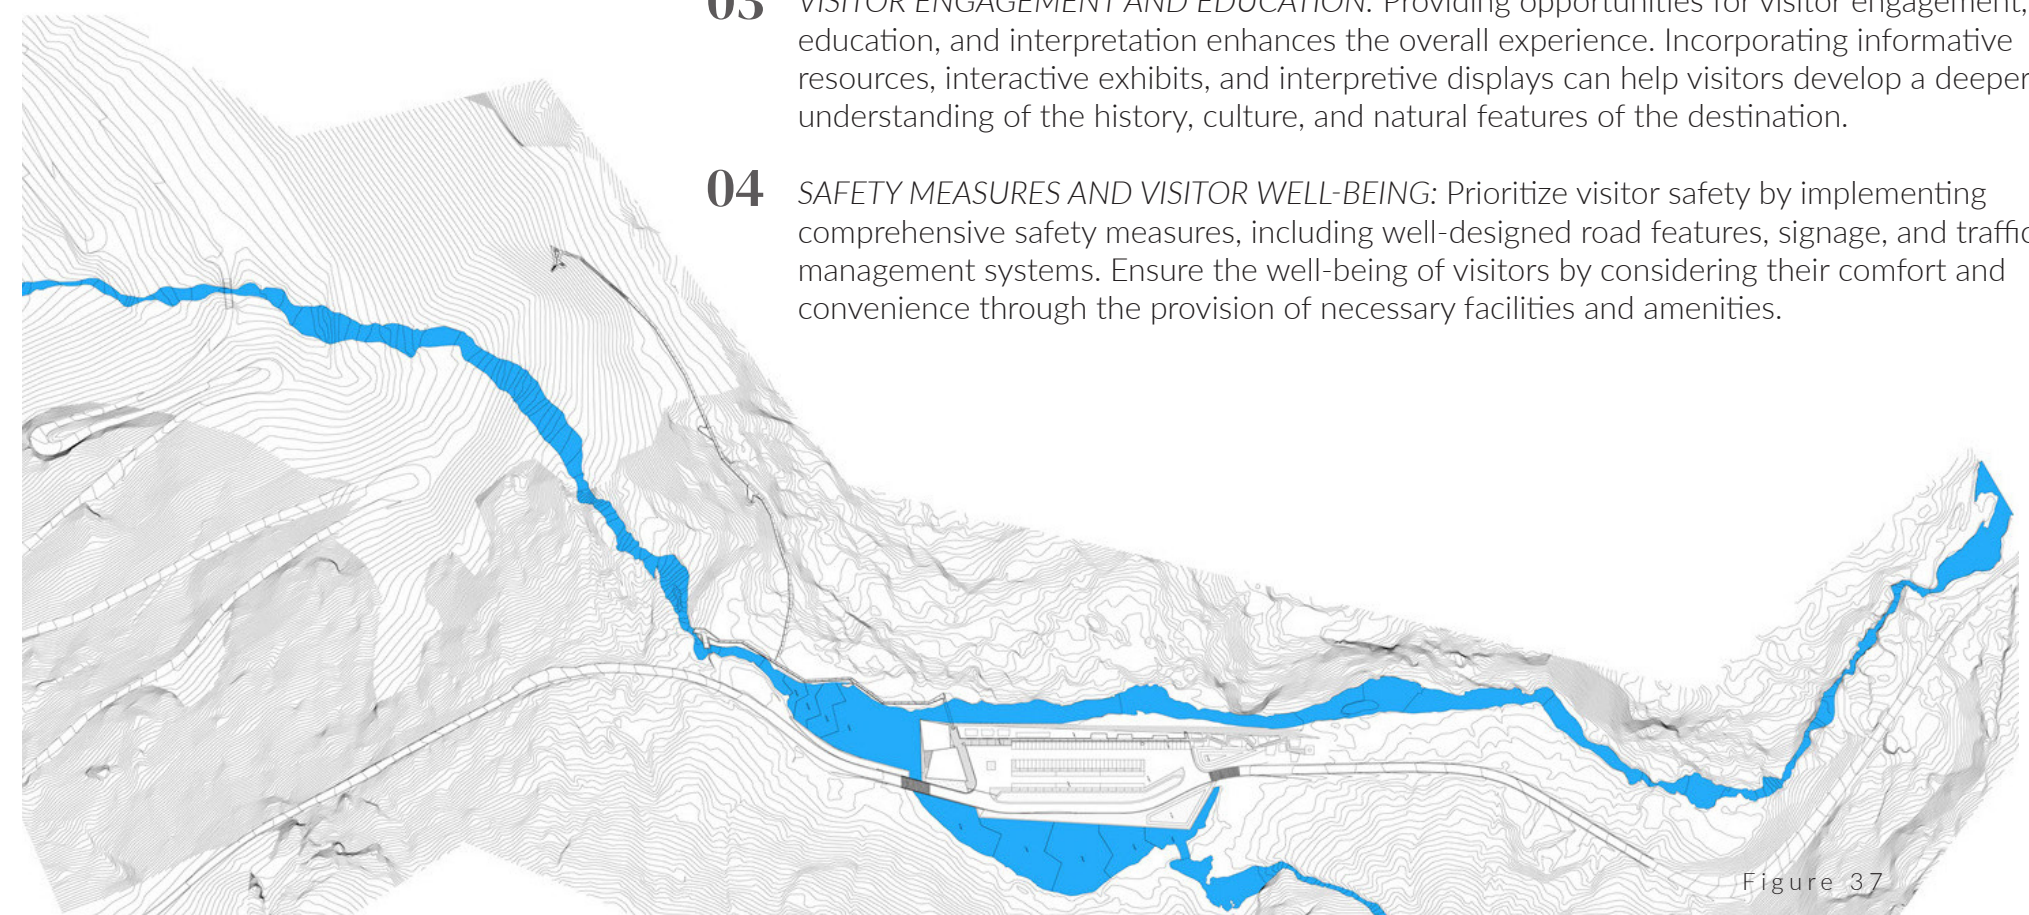 03 VISITOR ENGAGEMENT AND EDUCATION: Providing opportunities for visitor engagement,
education, and interpretation enhances the overall experience. Incorporating informative
resources, interactive exhibits, and interpretive displays can help visitors develop a deeper
understanding of the history, culture, and natural features of the destination.
04 SAFETY MEASURES AND VISITOR WELL-BEING: Prioritize visitor safety by implementing
comprehensive safety measures, including well-designed road features, signage, and traffic
management systems. Ensure the well-being of visitors by considering their comfort and
convenience through the provision of necessary facilities and amenities.
Figure 37